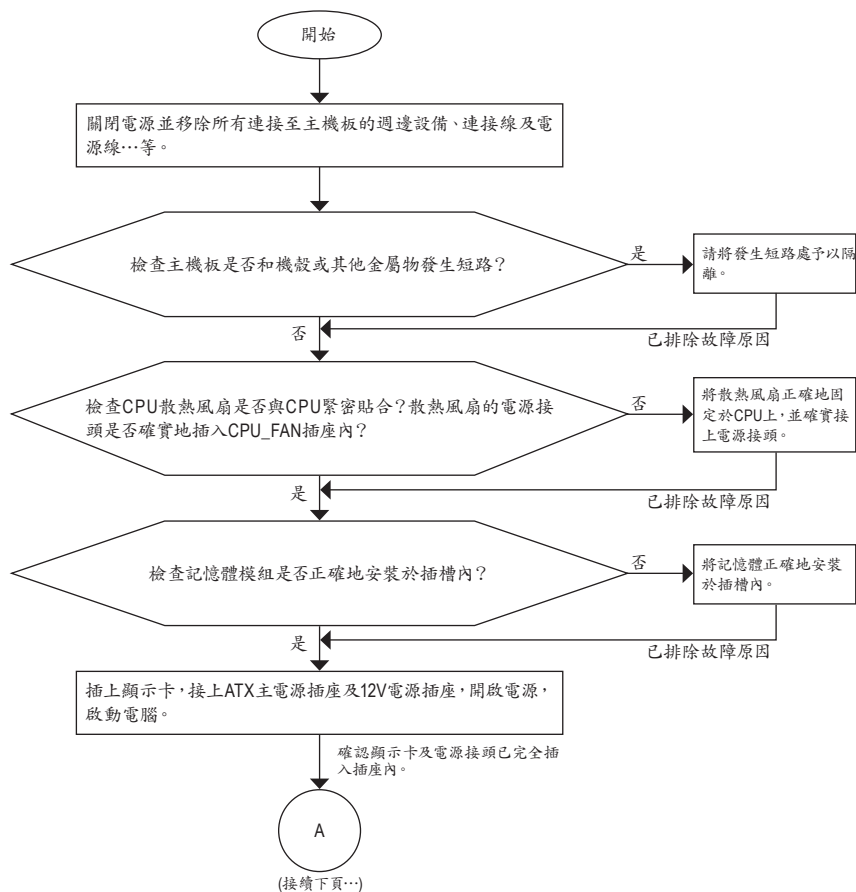 開始
關閉電源並移除所有連接至主機板的週邊設備、連接線及電
源線…等。
檢查主機板是否和機殼或其他金屬物發生短路？
是
請將發生短路處予以隔
離。
否
已排除故障原因
檢查CPU散熱風扇是否與CPU緊密貼合？散熱風扇的電源接
頭是否確實地插入CPU_FAN插座內？
否
將散熱風扇正確地固
定於CPU上，並確實接
上電源接頭。
是
已排除故障原因
檢查記憶體模組是否正確地安裝於插槽內？
否
將記憶體正確地安裝
於插槽內。
是
已排除故障原因
插上顯示卡，接上ATX主電源插座及12V電源插座，開啟電源，
啟動電腦。
確認顯示卡及電源接頭已完全插
入插座內。
A
(接續下頁…)